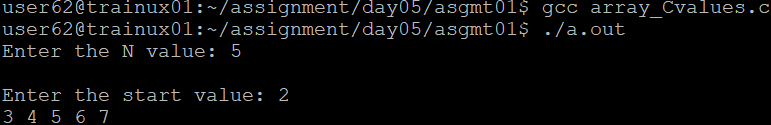 user62@trainux01:~/assignment/day05/asgmt01$ gcc array_Cvalues.c
user62@trainux01:~/assignment/day05/asgmt01$ ./a.out
Enter the N value: 5
Enter the start value: 2
3 4 5 6 7